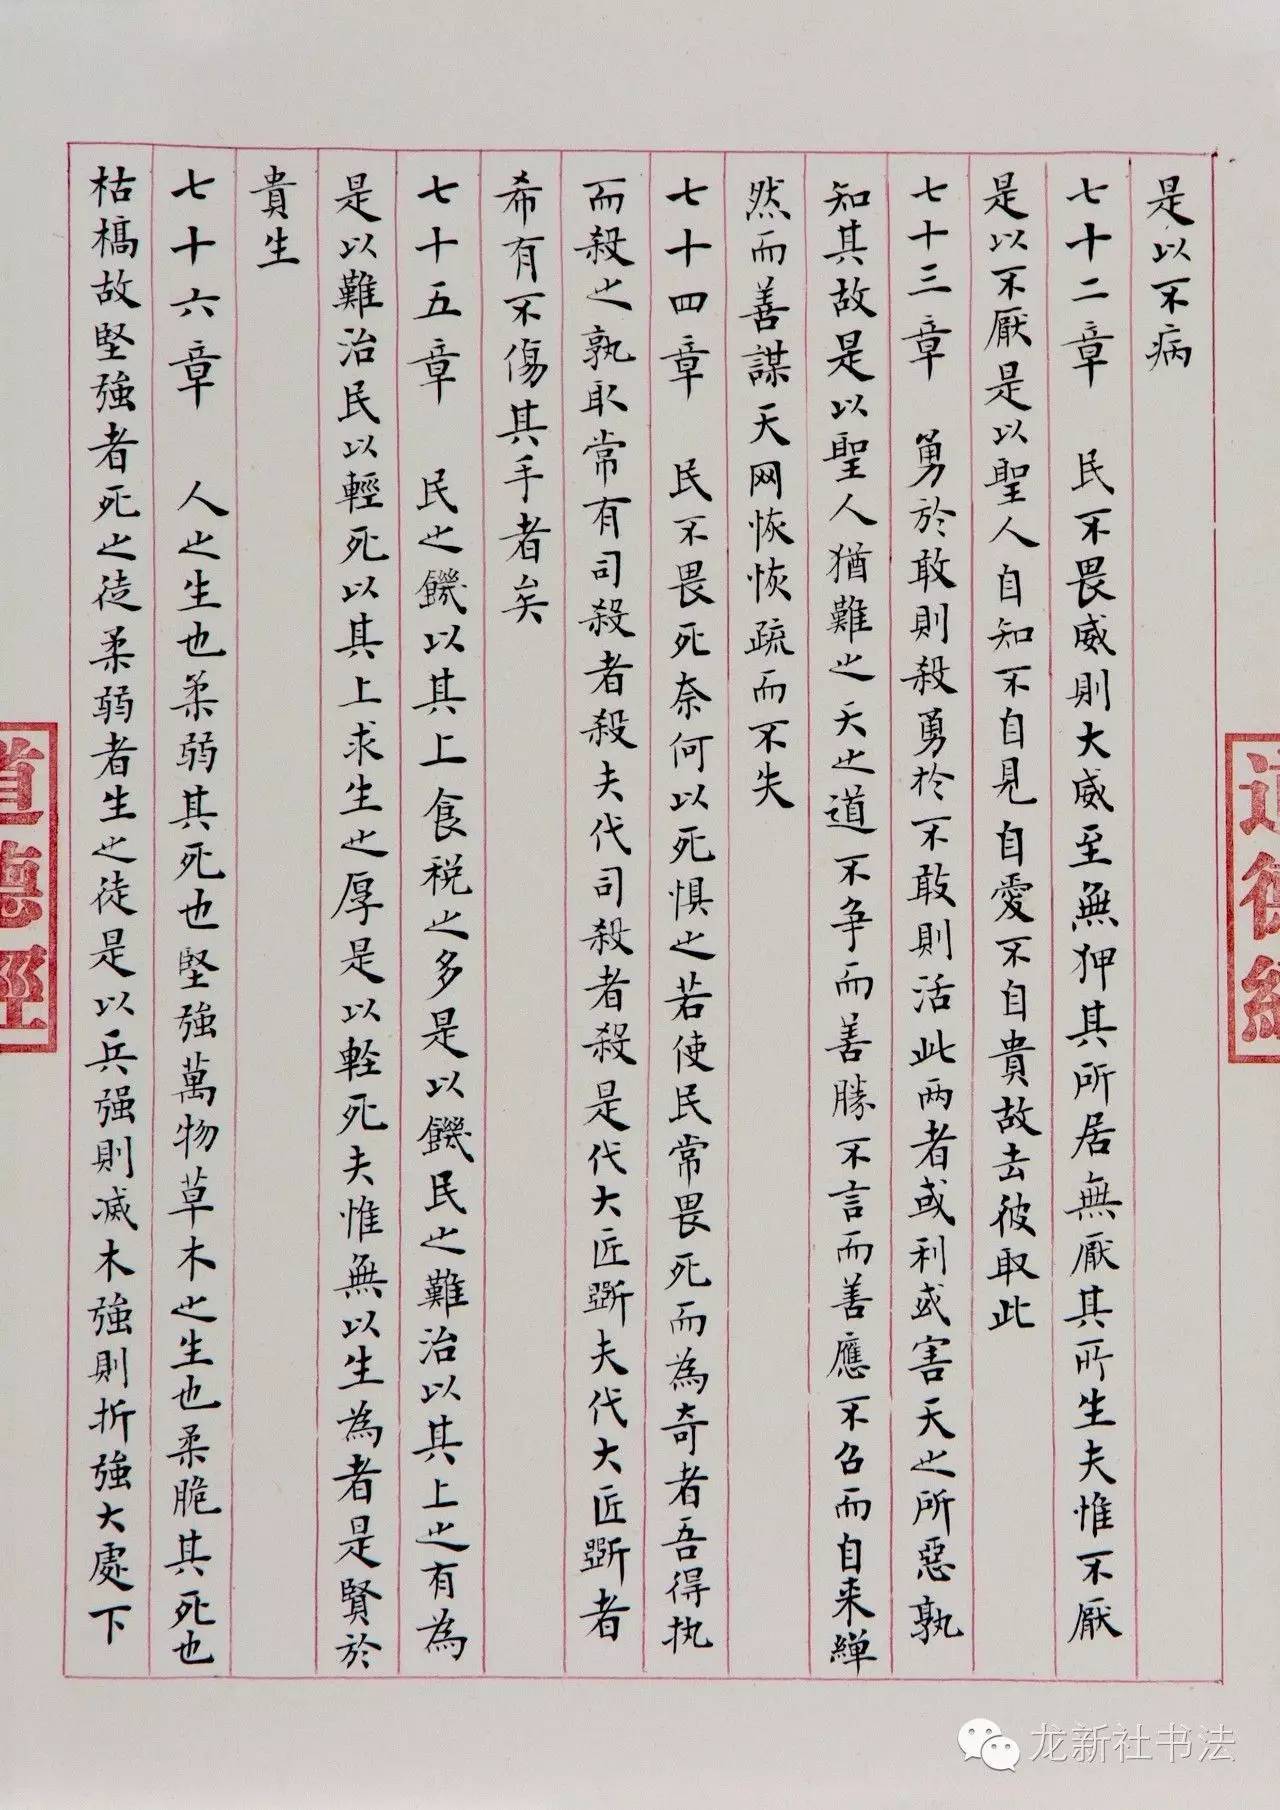 是以不病
七十二章 民不畏威則大威至無狎其所居無厭其所生夫惟不厭
是以不厭是以聖人自知不自見自愛不自貴故去彼取此
七十三章 勇於敢則殺勇於不敢則活此兩者或利或害天之所惡孰
知其故是以聖人猶難之天之道不争而善勝不言而善應不召而自来繟
然而善謀天网恢恢疏而不失
七十四章 民不畏死奈何以死惧之若使民常畏死而為奇者吾得执
而殺之孰敢常有司殺者殺夫代司殺者殺是代大匠斲夫代大匠斲者
希有不傷其手者矣
七十五章 民之饑以其上食税之多是以饑民之難治以其上之有為
是以難治民以輕死以其上求生之厚是以輕死夫惟無以生為者是賢於
貴生
七十六章 人之生也柔弱其死也堅強萬物草木之生也柔脆其死也
枯槁故堅強者死之徒柔弱者生之徒是以兵强則滅木強則折強大處下
道德經
道德經
龙新社书法